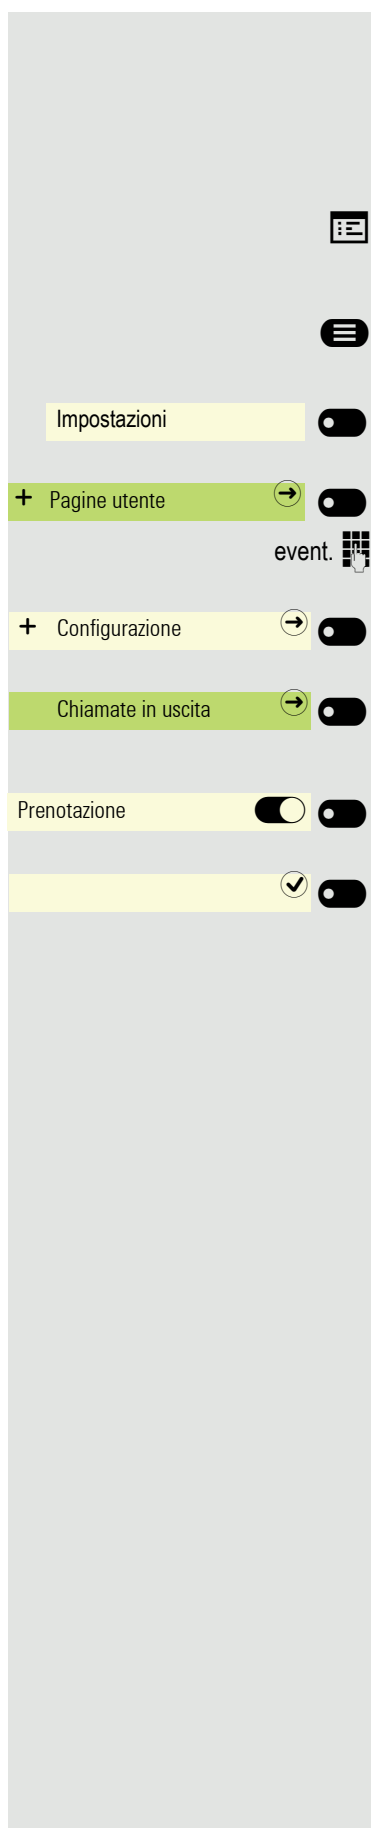 Impostazioni
+ Pagine utente
event.
+ Configurazione
Chiamate in uscita
Prenotazione